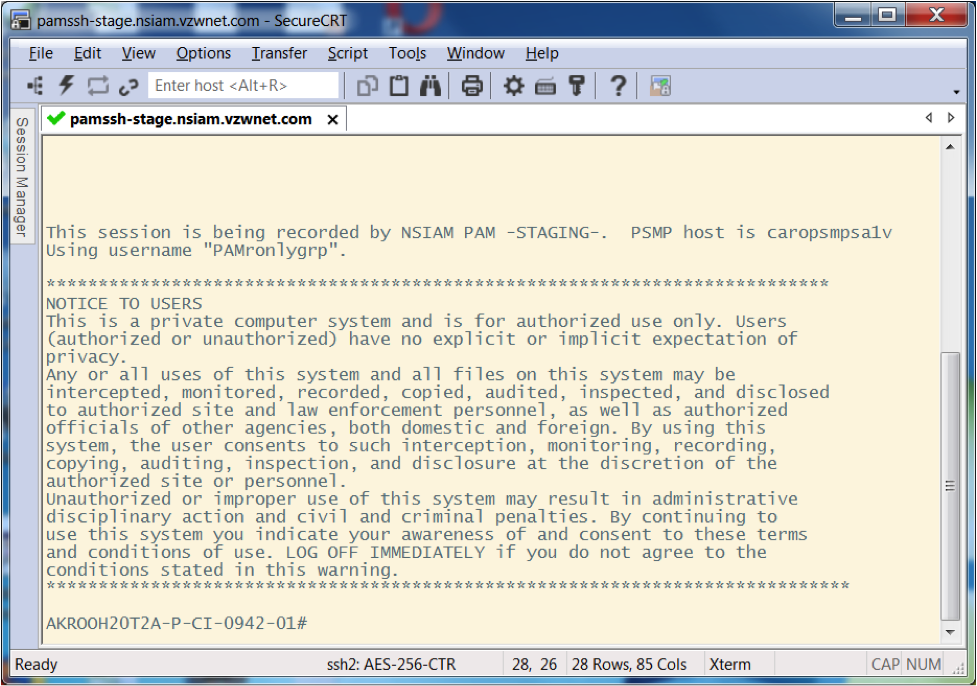 pamssh-stage.nsiam.vzwnet.com - SecureCRT
File Edit View Options Transfer Script Tools Window Help
Enter host <Alt+R>
Session Manager
pamssh-stage.nsiam.vzwnet.com
This session is being recorded by NSIAM PAM -STAGING-.  PSMP host is caropsmpsa1v
Using username "PAMronlygrp".
***************************************************************************
NOTICE TO USERS
This is a private computer system and is for authorized use only. Users
(authorized or unauthorized) have no explicit or implicit expectation of
privacy.
Any or all uses of this system and all files on this system may be
intercepted, monitored, recorded, copied, audited, inspected, and disclosed
to authorized site and law enforcement personnel, as well as authorized
officials of other agencies, both domestic and foreign. By using this
system, the user consents to such interception, monitoring, recording,
copying, auditing, inspection, and disclosure at the discretion of the
authorized site or personnel.
Unauthorized or improper use of this system may result in administrative
disciplinary action and civil and criminal penalties. By continuing to
use this system you indicate your awareness of and consent to these terms
and conditions of use. LOG OFF IMMEDIATELY if you do not agree to the
conditions stated in this warning.
*****************************************************************************
AKROOH20T2A-P-CI-0942-01#
Ready ssh2: AES-256-CTR 28, 26 28 Rows, 85 Cols Xterm CAP NUM